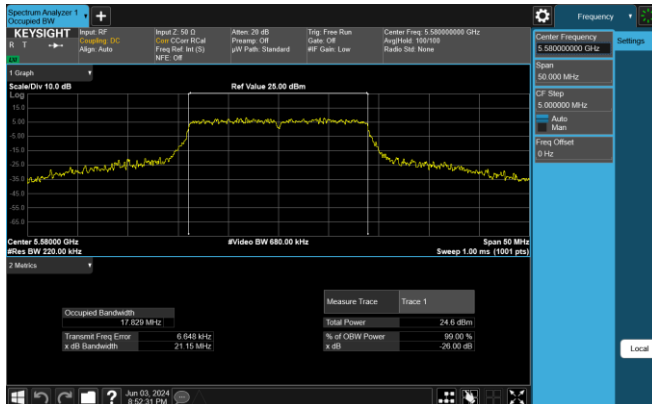 Spectrum Analyzer 1
Occupied BW
Frequency
KEYSIGHT
R T
Input: RF
Coupling: DC
Align: Auto
Input Z: 50 Ω
Corr CCorr RCal
Freq Ref: Int (S)
NFE: Off
Atten: 20 dB
Preamp: Off
µW Path: Standard
Trig: Free Run
Gate: Off
#IF Gain: Low
Center Freq: 5.580000000 GHz
Avg|Hold: 100/100
Radio Std: None
Center Frequency
5.580000000 GHz
Settings
Span
50.000 MHz
CF Step
5.000000 MHz
Auto
Man
Freq Offset
0 Hz
1 Graph
Scale/Div 10.0 dB
Ref Value 25.00 dBm
Log
15.0
5.00
-5.00
-15.0
-25.0
-35.0
-45.0
-55.0
-65.0
Center 5.58000 GHz
#Video BW 680.00 kHz
Span 50 MHz
#Res BW 220.00 kHz
Sweep 1.00 ms (1001 pts)
2 Metrics
Measure Trace
Trace 1
Occupied Bandwidth
17.829 MHz
Total Power
24.6 dBm
Transmit Freq Error
6.648 kHz
% of OBW Power
99.00 %
x dB Bandwidth
21.15 MHz
x dB
-26.00 dB
Local
Jun 03, 2024
8:52:31 PM